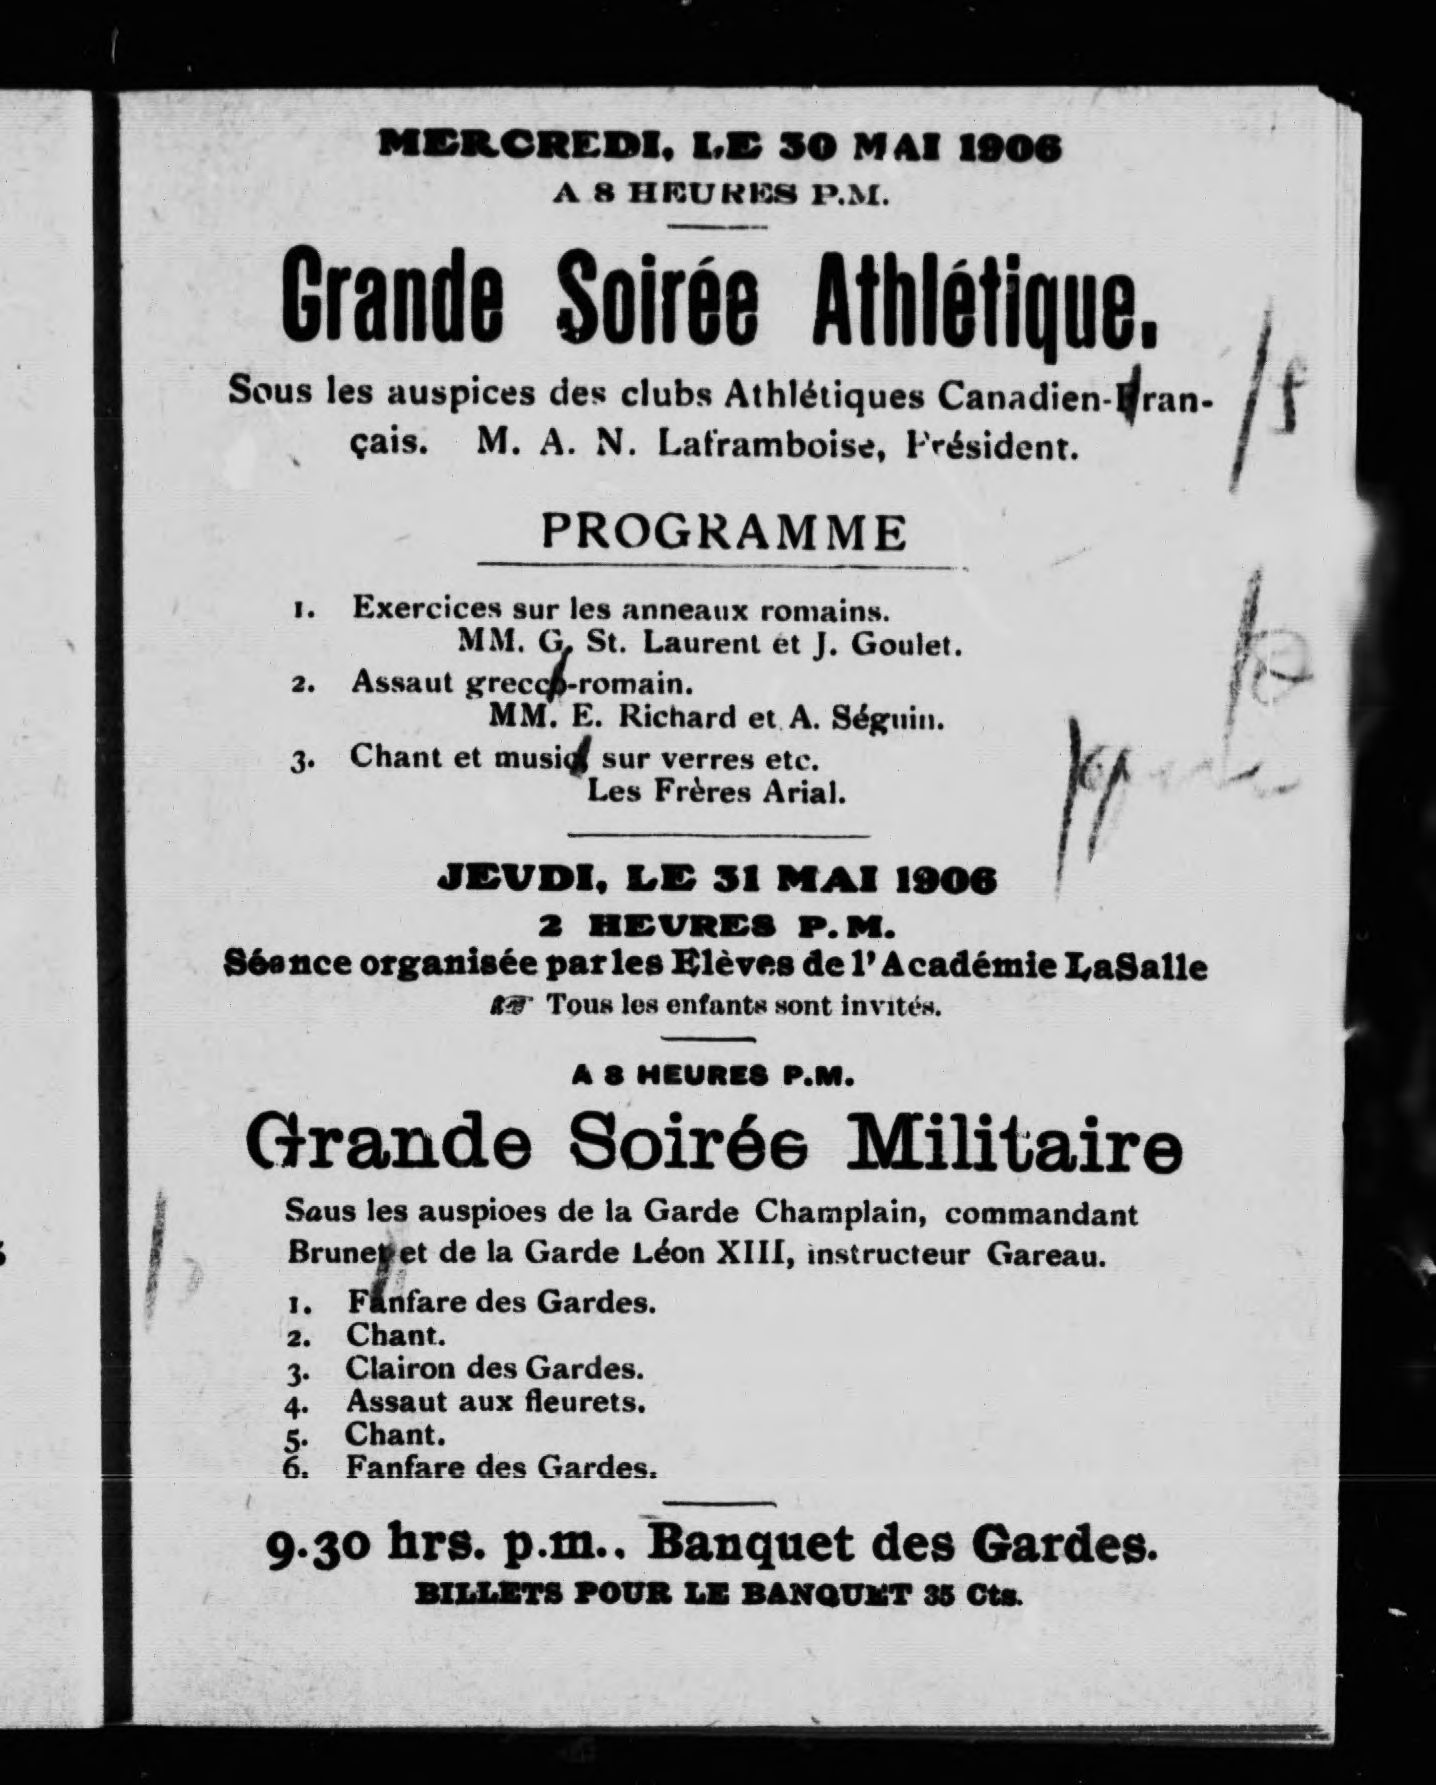 MERCREDI, LE 30 MAI 1906
A 8 HEURES P.M.
Grande Soirée Athlétique.
Sous les auspices des clubs Athlétiques Canadien-Fran-
çais. M. A. N. Laframboise, Président.
PROGRAMME
1. Exercices sur les anneaux romains.
MM. G. St. Laurent et J. Goulet.
2. Assaut grecco-romain.
MM. E. Richard et A. Séguin.
3. Chant et musiq sur verres etc.
Les Frères Arial.
JEUDI, LE 31 MAI 1906
2 HEURES P.M.
Séance organisée par les Elèves de l'Académie LaSalle
☞ Tous les enfants sont invités.
A 8 HEURES P.M.
Grande Soirée Militaire
Sous les auspices de la Garde Champlain, commandant
Brunet et de la Garde Léon XIII, instructeur Gareau.
1. Fanfare des Gardes.
2. Chant.
3. Clairon des Gardes.
4. Assaut aux fleurets.
5. Chant.
6. Fanfare des Gardes.
9.30 hrs. p.m.. Banquet des Gardes.
BILLETS POUR LE BANQUET 35 Cts.